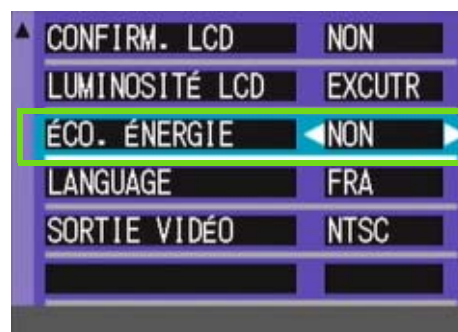 CONFIRM. LCD NON
LUMINOSITÉ LCD EXCUTR
ÉCO. ÉNERGIE NON
LANGUAGE FRA
SORTIE VIDÉO NTSC